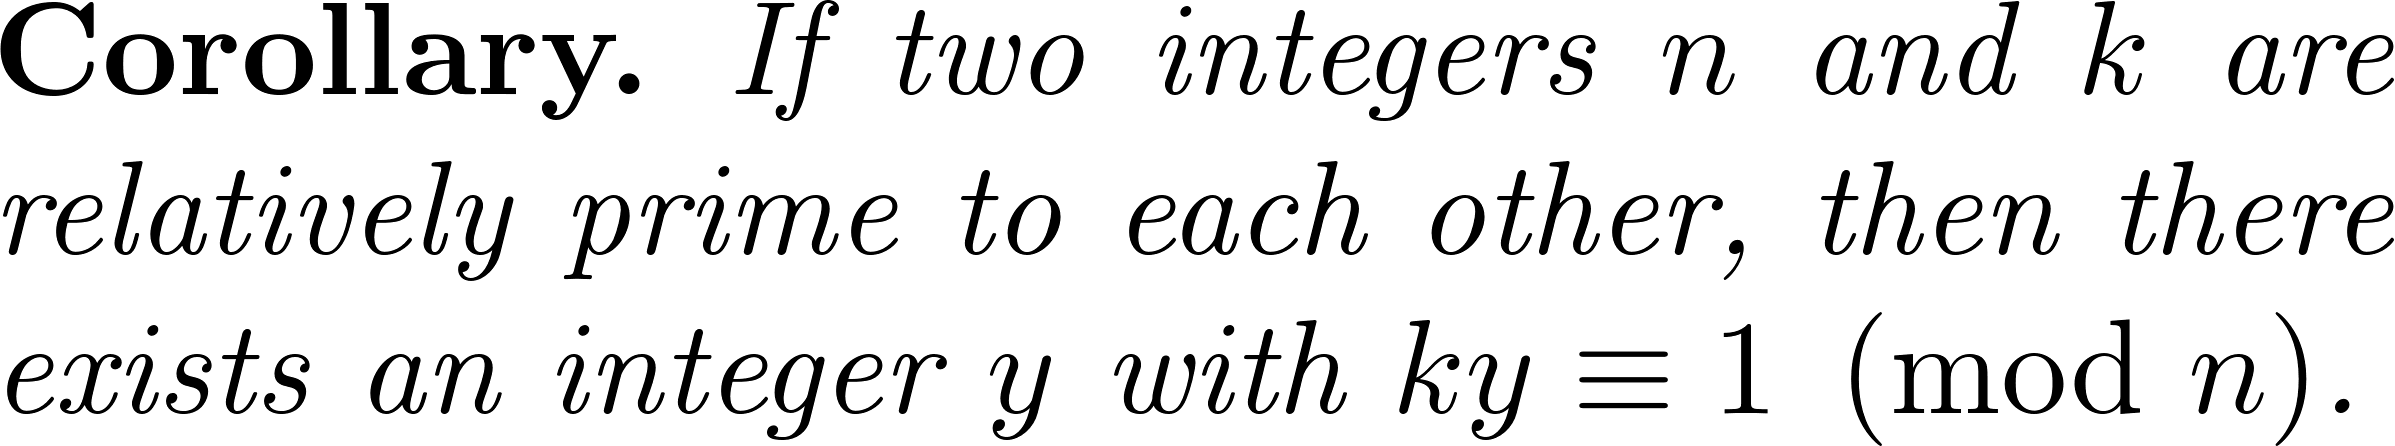 Corollary. If two integers n and k are
relatively prime to each other, then there
exists an integer y with ky ≡ 1 (mod n).